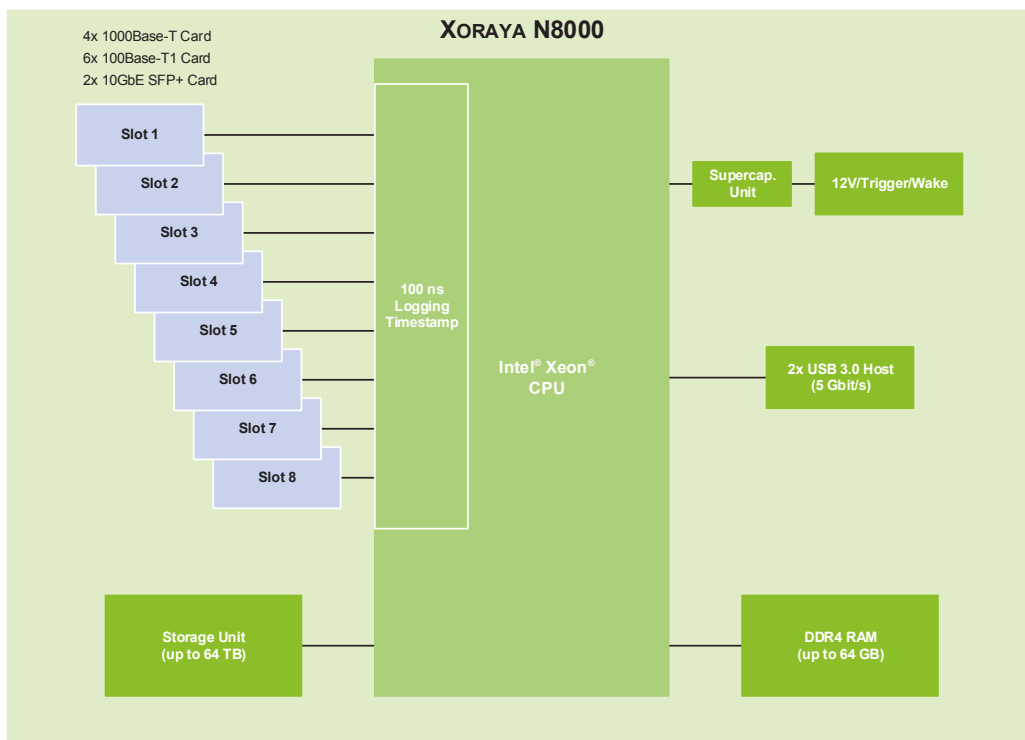 XORAYA N8000
4x 1000Base-T Card
6x 100Base-T1 Card
2x 10GbE SFP+ Card
Slot 1
Slot 2
Slot 3
Slot 4
Slot 5
Slot 6
Slot 7
Slot 8
100 ns
Logging
Timestamp
Intel® Xeon®
CPU
Supercap.
Unit
12V/Trigger/Wake
2x USB 3.0 Host
(5 Gbit/s)
Storage Unit
(up to 64 TB)
DDR4 RAM
(up to 64 GB)